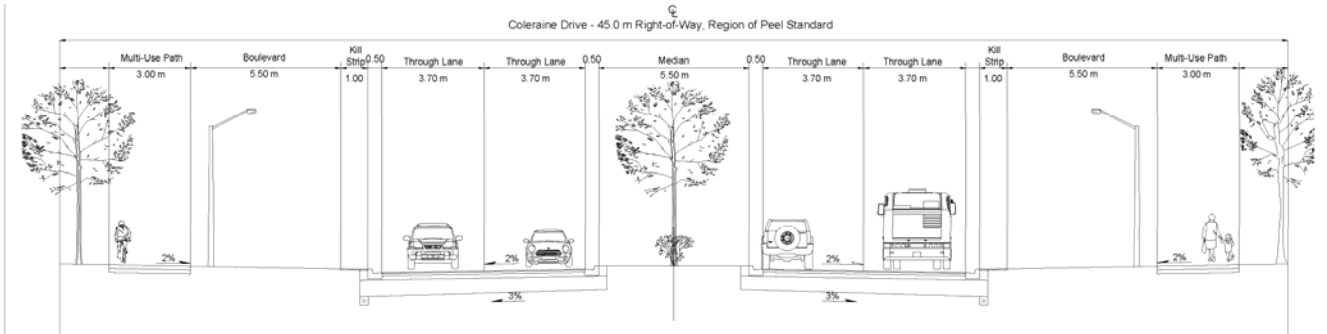 ℄
Coleraine Drive - 45.0 m Right-of-Way, Region of Peel Standard
Multi-Use Path
3.00 m
Boulevard
5.50 m
Kill
Strip
1.00
0.50
Through Lane
3.70 m
Through Lane
3.70 m
0.50
Median
5.50 m
0.50
Through Lane
3.70 m
Through Lane
3.70 m
Kill
Strip
1.00
Boulevard
5.50 m
Multi-Use Path
3.00 m
2%
2%
2%
2%
3%
3%